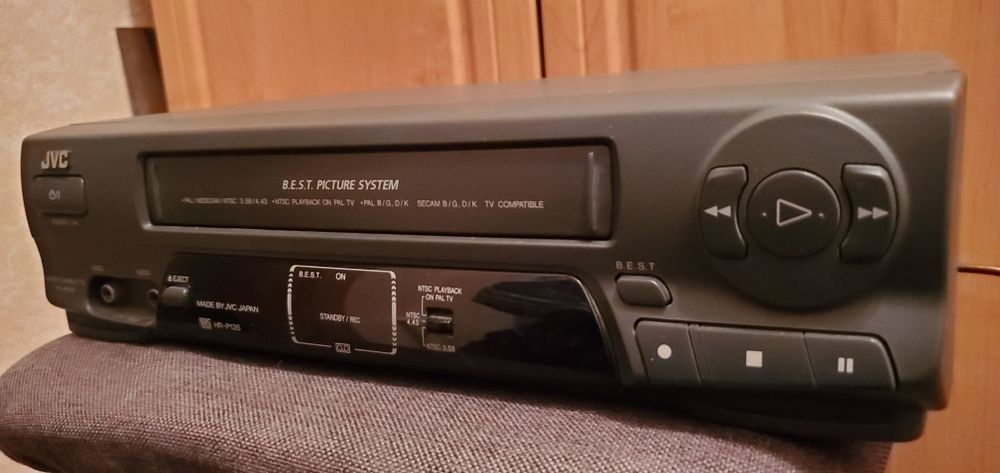 JVC
B.E.S.T. PICTURE SYSTEM
•PAL/MESECAM/NTSC 3.58/4.43 •NTSC PLAYBACK ON PAL TV •PAL B/G, D/K SECAM B/G, D/K TV COMPATIBLE
B.E.S.T.
EJECT
MADE BY JVC JAPAN
VHS HR-P135
B.E.S.T. ON
STANDBY/REC
NTSC PLAYBACK
ON PAL TV
NTSC
4.43
NTSC 3.58